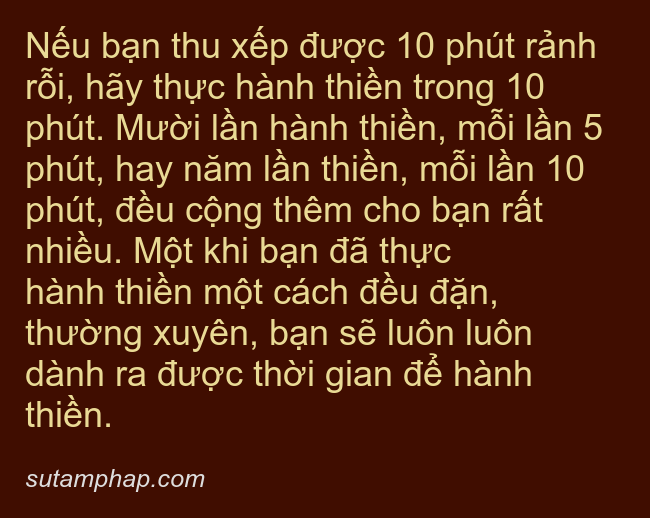 Nếu bạn thu xếp được 10 phút rảnh
rỗi, hãy thực hành thiền trong 10
phút. Mười lần hành thiền, mỗi lần 5
phút, hay năm lần thiền, mỗi lần 10
phút, đều cộng thêm cho bạn rất
nhiều. Một khi bạn đã thực
hành thiền một cách đều đặn,
thường xuyên, bạn sẽ luôn luôn
dành ra được thời gian để hành
thiền.
sutamphap.com